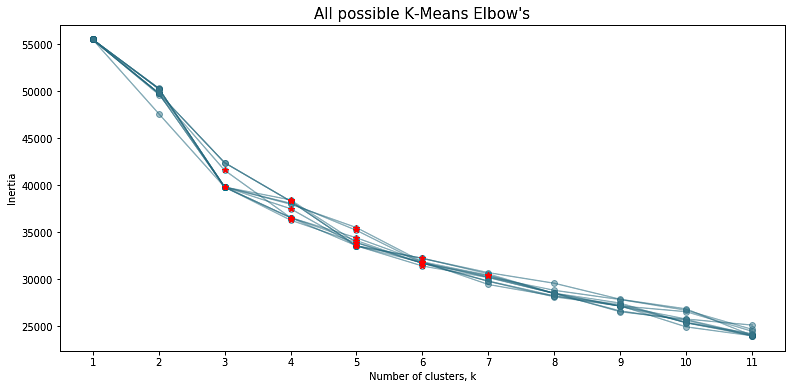 All possible K-Means Elbow's
55000
50000
45000
40000
35000
30000
25000
Inertia
1 2 3 4 5 6 7 8 9 10 11
Number of clusters, k